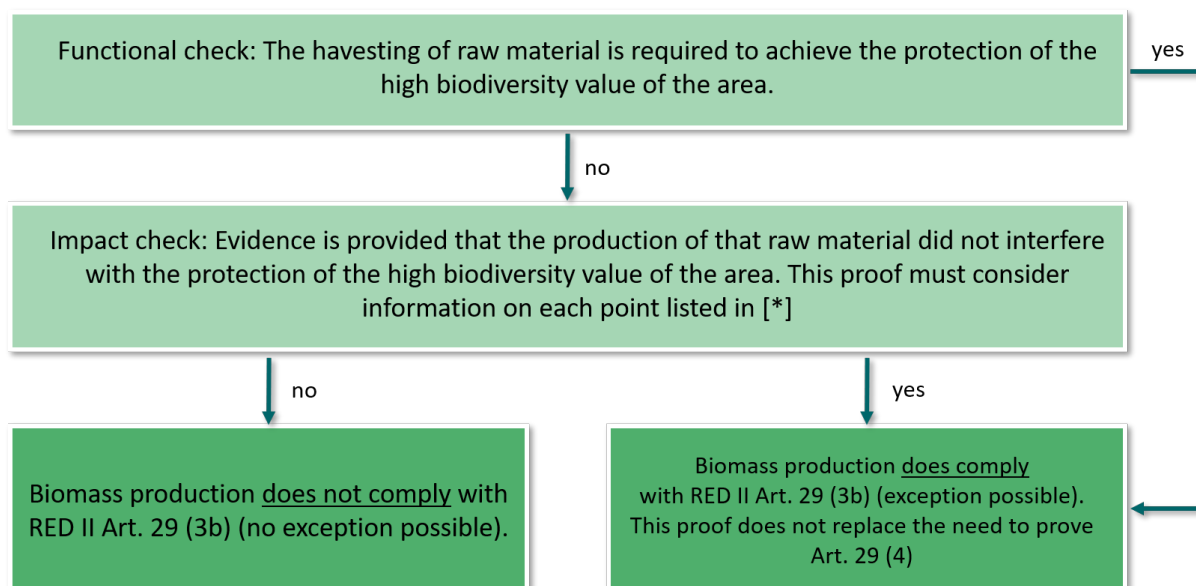 Functional check: The havesting of raw material is required to achieve the protection of the
high biodiversity value of the area.
yes
no
Impact check: Evidence is provided that the production of that raw material did not interfere
with the protection of the high biodiversity value of the area. This proof must consider
information on each point listed in [*]
no
yes
Biomass production does not comply with
RED II Art. 29 (3b) (no exception possible).
Biomass production does comply
with RED II Art. 29 (3b) (exception possible).
This proof does not replace the need to prove
Art. 29 (4)